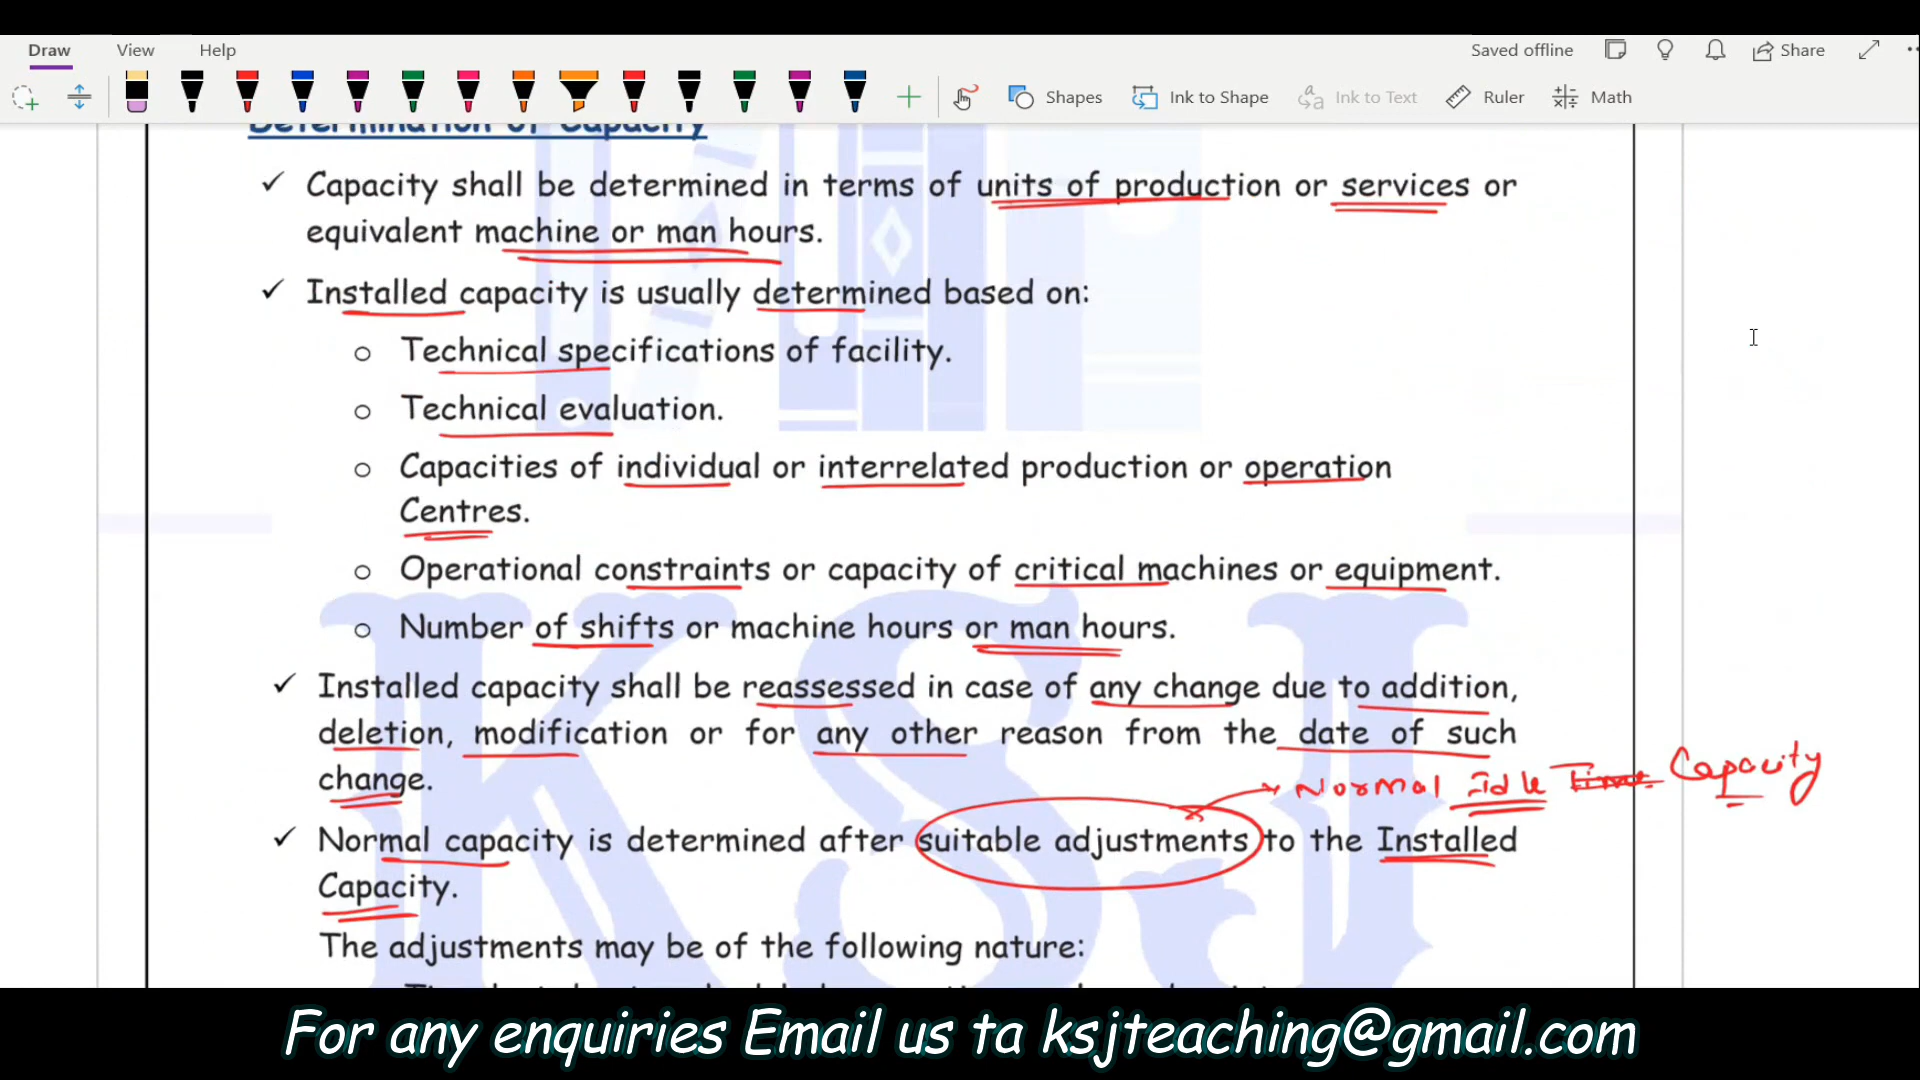 Draw View Help Saved offline Share
Shapes Ink to Shape Ink to Text Ruler Math
Determination of Capacity
✓ Capacity shall be determined in terms of units of production or services or
equivalent machine or man hours.
✓ Installed capacity is usually determined based on:
o Technical specifications of facility.
o Technical evaluation.
o Capacities of individual or interrelated production or operation
Centres.
o Operational constraints or capacity of critical machines or equipment.
o Number of shifts or machine hours or man hours.
✓ Installed capacity shall be reassessed in case of any change due to addition,
deletion, modification or for any other reason from the date of such
change.
Normal Idle Time Capacity
✓ Normal capacity is determined after suitable adjustments to the Installed
Capacity.
The adjustments may be of the following nature:
KSJ
For any enquiries Email us ta ksjteaching@gmail.com